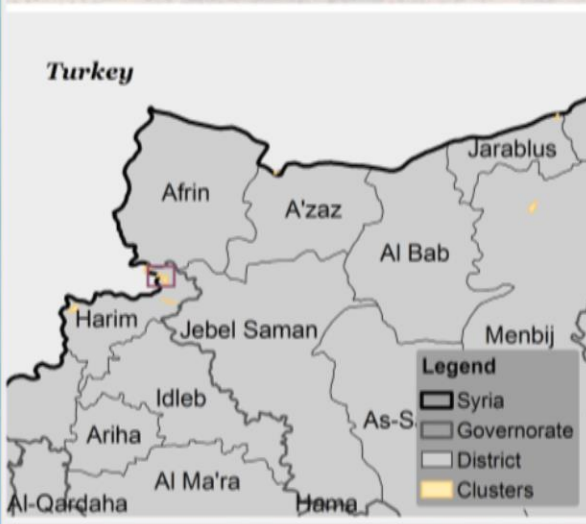 Turkey
Jarablus
Afrin
A'zaz
Al Bab
Harim
Jebel Saman
Menbij
Legend
Syria
Governorate
District
Clusters
Idleb
As-S
Ariha
Al Ma'ra
Al-Qardaha
Hama